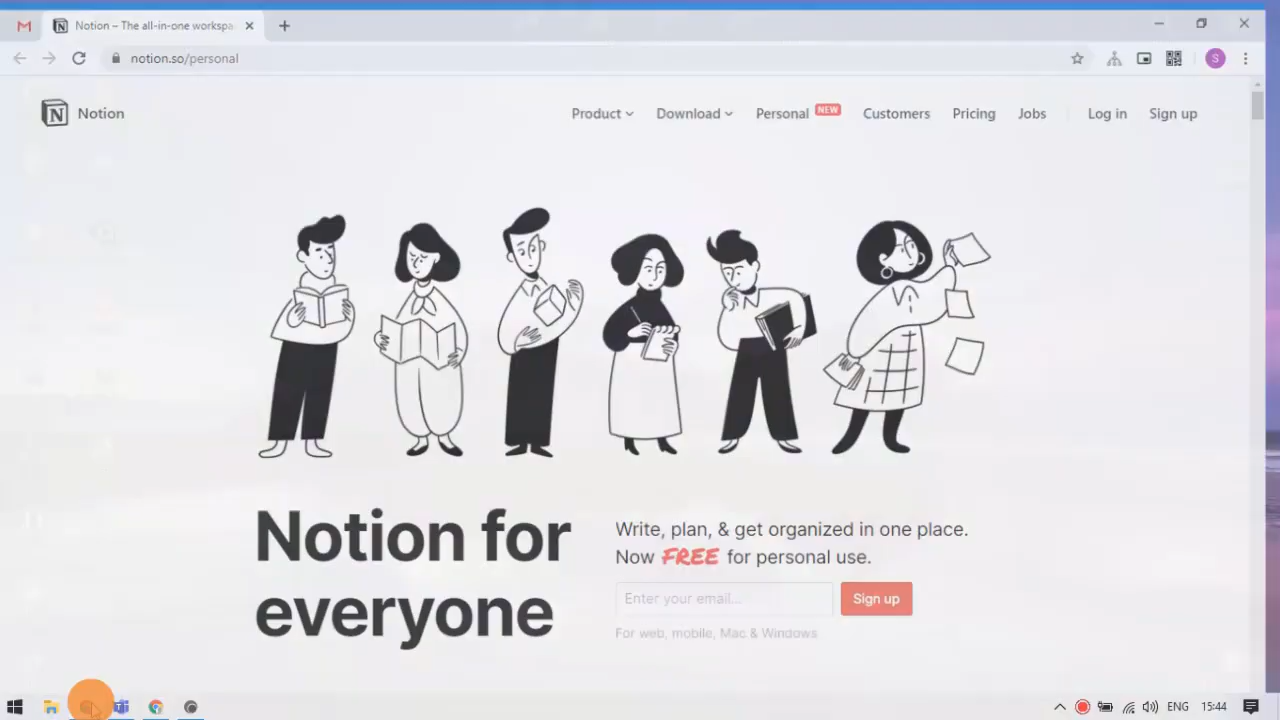 Notion – The all-in-one workspa
notion.so/personal
S
Notion
Product
Download
Personal NEW
Customers
Pricing
Jobs
Log in
Sign up
Notion for
everyone
Write, plan, & get organized in one place.
Now FREE for personal use.
Enter your email...
Sign up
For web, mobile, Mac & Windows
ENG
15:44